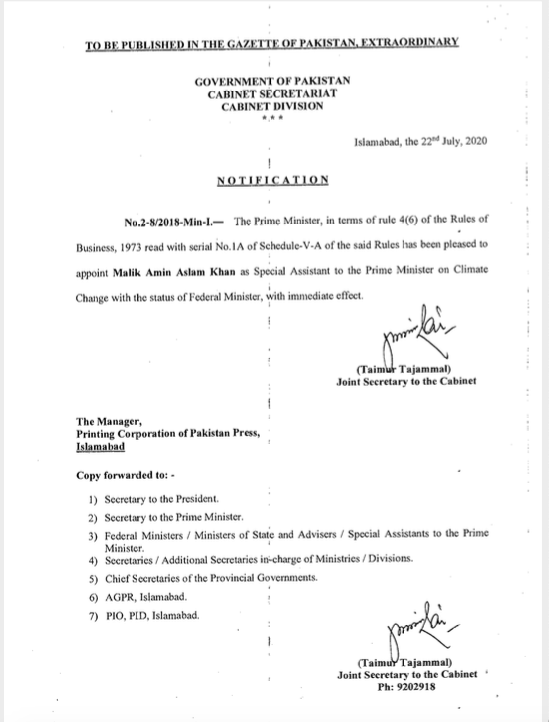 TO BE PUBLISHED IN THE GAZETTE OF PAKISTAN, EXTRAORDINARY
GOVERNMENT OF PAKISTAN
CABINET SECRETARIAT
CABINET DIVISION
***
Islamabad, the 22nd July, 2020
NOTIFICATION
No.2-8/2018-Min-I.— The Prime Minister, in terms of rule 4(6) of the Rules of
Business, 1973 read with serial No.1A of Schedule-V-A of the said Rules has been pleased to
appoint Malik Amin Aslam Khan as Special Assistant to the Prime Minister on Climate
Change with the status of Federal Minister, with immediate effect.
(Taimur Tajammal)
Joint Secretary to the Cabinet
The Manager,
Printing Corporation of Pakistan Press,
Islamabad
Copy forwarded to: -
1) Secretary to the President.
2) Secretary to the Prime Minister.
3) Federal Ministers / Ministers of State and Advisers / Special Assistants to the Prime
Minister.
4) Secretaries / Additional Secretaries in-charge of Ministries / Divisions.
5) Chief Secretaries of the Provincial Governments.
6) AGPR, Islamabad.
7) PIO, PID, Islamabad.
(Taimur Tajammal)
Joint Secretary to the Cabinet
Ph: 9202918